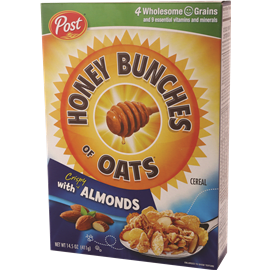 Post
4 Wholesome Grains
and 9 essential vitamins and minerals
HONEY BUNCHES
OF OATS
Crispy
with ALMONDS
CEREAL
NET WT 14.5 OZ (411g)